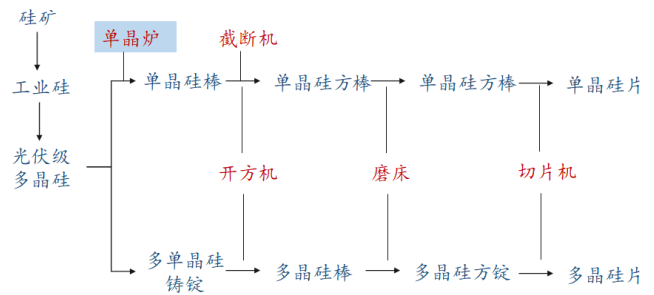 硅矿
单晶炉
截断机
工业硅
单晶硅棒
单晶硅方棒
单晶硅方棒
单晶硅片
光伏级
多晶硅
开方机
磨床
切片机
多单晶硅
铸锭
多晶硅棒
多晶硅方锭
多晶硅片